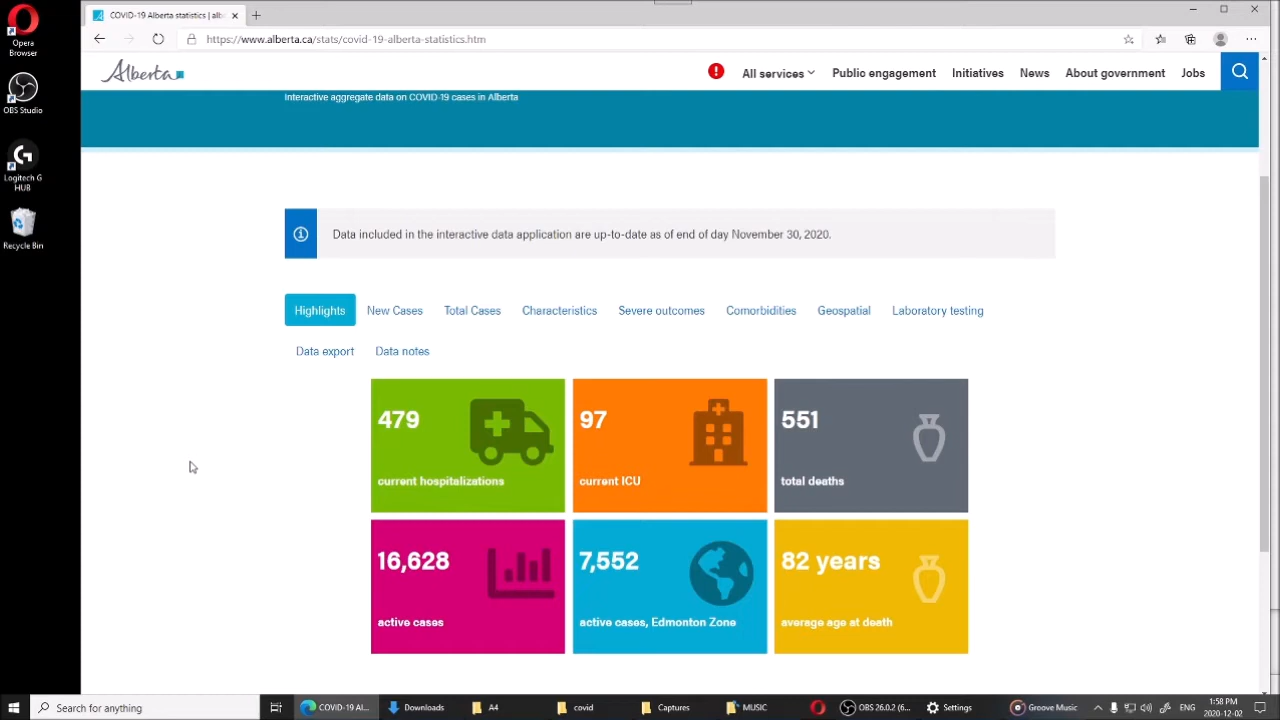 COVID-19 Alberta statistics | alb
https://www.alberta.ca/stats/covid-19-alberta-statistics.htm
Opera
Browser
OBS Studio
Logitech G
HUB
Recycle Bin
Alberta
All services
Public engagement
Initiatives
News
About government
Jobs
Interactive aggregate data on COVID-19 cases in Alberta
Data included in the interactive data application are up-to-date as of end of day November 30, 2020.
Highlights
New Cases
Total Cases
Characteristics
Severe outcomes
Comorbidities
Geospatial
Laboratory testing
Data export
Data notes
479
current hospitalizations
97
current ICU
551
total deaths
16,628
active cases
7,552
active cases, Edmonton Zone
82 years
average age at death
Search for anything
COVID-19 Al...
Downloads
A4
covid
Captures
MUSIC
OBS 26.0.2 (6...
Settings
Groove Music
ENG
1:58 PM
2020-12-02